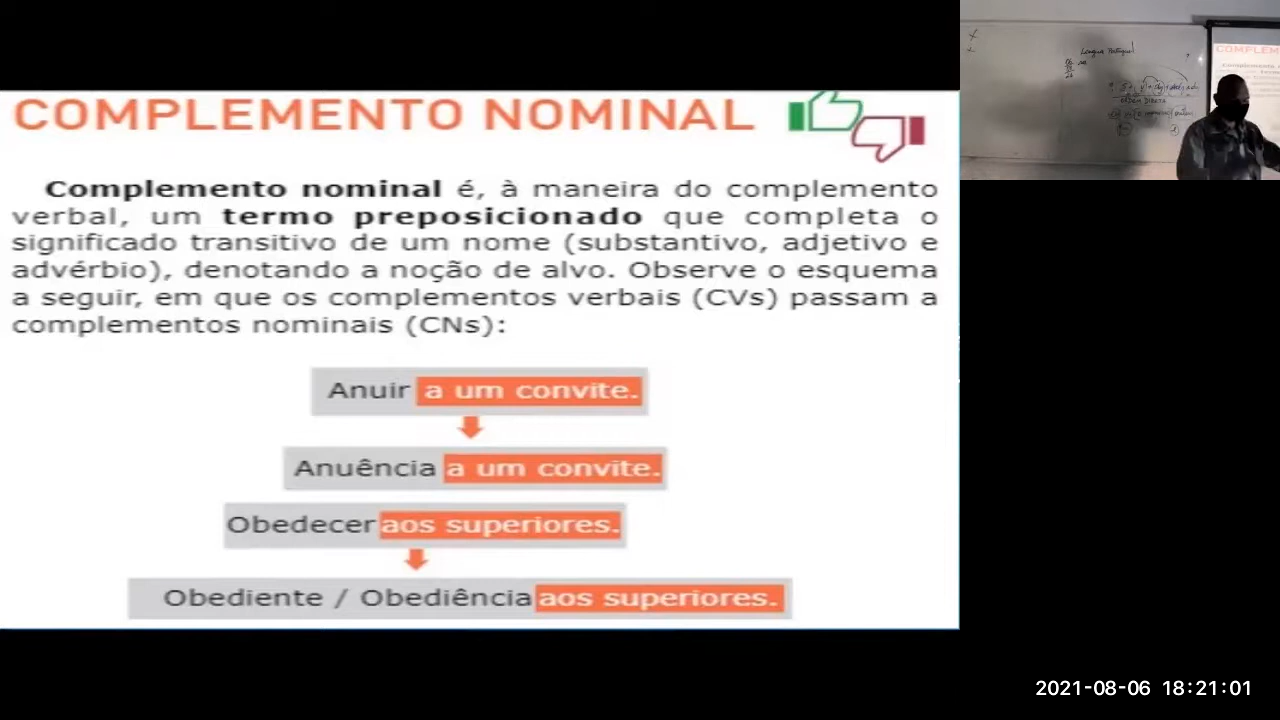 COMPLEMENTO NOMINAL
Complemento nominal é, à maneira do complemento
verbal, um termo preposicionado que completa o
significado transitivo de um nome (substantivo, adjetivo e
advérbio), denotando a noção de alvo. Observe o esquema
a seguir, em que os complementos verbais (CVs) passam a
complementos nominais (CNs):
Anuir a um convite.
Anuência a um convite.
Obedecer aos superiores.
Obediente / Obediência aos superiores.
COMPLEM
ORDEM DIRETA
2021-08-06 18:21:01